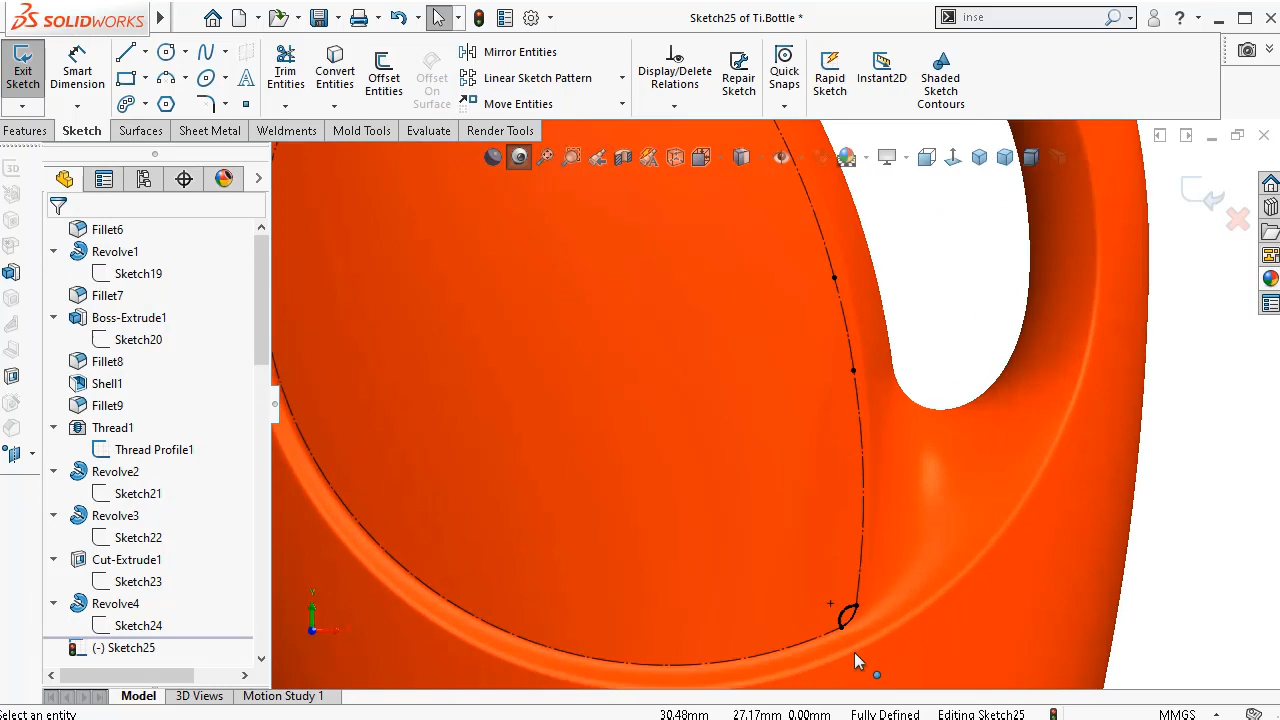 SOLIDWORKS
Sketch23 of Ti.Bottle *
inse
Exit Sketch
Smart Dimension
Trim Entities
Convert Entities
Offset Entities
Offset On Surface
Mirror Entities
Linear Sketch Pattern
Move Entities
Display/Delete Relations
Repair Sketch
Quick Snaps
Rapid Sketch
Instant2D
Shaded Sketch Contours
Features
Sketch
Surfaces
Sheet Metal
Weldments
Mold Tools
Evaluate
Render Tools
Fillet6
Revolve1
Sketch19
Fillet7
Boss-Extrude1
Sketch20
Fillet8
Shell1
Fillet9
Thread1
Thread Profile1
Revolve2
Sketch21
Revolve3
Sketch22
Cut-Extrude1
Sketch23
Revolve4
Sketch24
(-) Sketch25
Y
Model
3D Views
Motion Study 1
Select an entity
30.48mm
27.17mm 0.00mm
Fully Defined
Editing Sketch25
MMGS